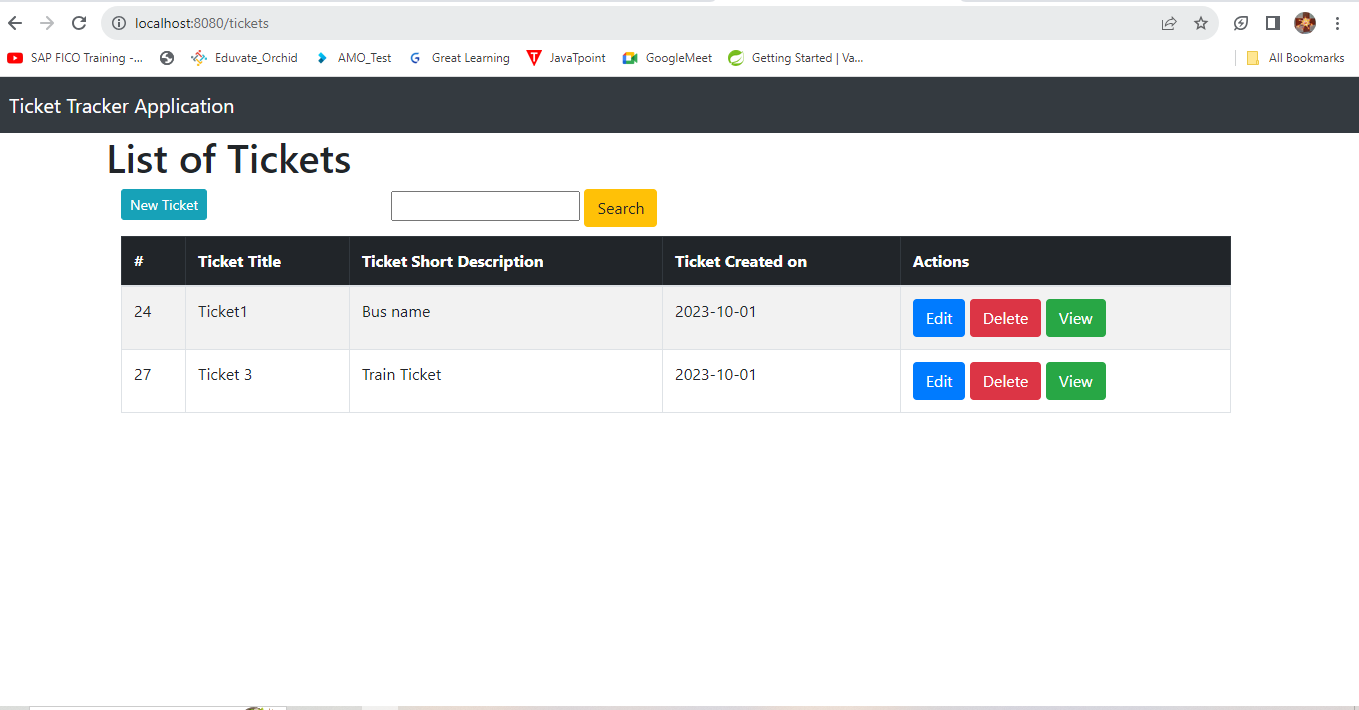 localhost:8080/tickets
SAP FICO Training -... Eduvate_Orchid AMO_Test Great Learning JavaTpoint GoogleMeet Getting Started | Va... All Bookmarks
Ticket Tracker Application
List of Tickets
New Ticket Search
# Ticket Title Ticket Short Description Ticket Created on Actions
24 Ticket1 Bus name 2023-10-01 Edit Delete View
27 Ticket 3 Train Ticket 2023-10-01 Edit Delete View